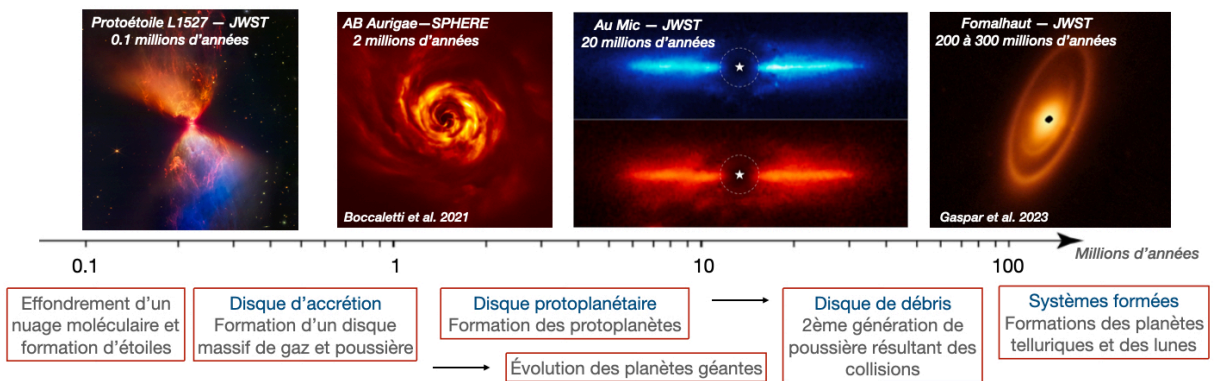 Protoétoile L1527 — JWST
0.1 millions d'années
AB Aurigae—SPHERE
2 millions d'années
Boccaletti et al. 2021
Au Mic — JWST
20 millions d'années
Fomalhaut — JWST
200 à 300 millions d'années
Gaspar et al. 2023
0.1
1
10
100
Millions d'années
Effondrement d'un
nuage moléculaire et
formation d'étoiles
Disque d'accrétion
Formation d'un disque
massif de gaz et poussière
Disque protoplanétaire
Formation des protoplanètes
Évolution des planètes géantes
Disque de débris
2ème génération de
poussière résultant des
collisions
Systèmes formées
Formations des planètes
telluriques et des lunes